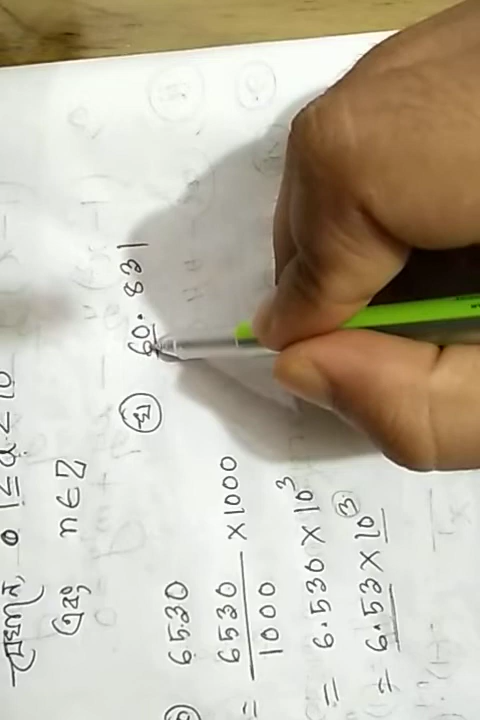 যেখানে, 1 ≤ a < 10
এবং n ∈ Z
6530
= 6530/1000 × 1000
= 6.530 × 10³
= 6.53 × 10³
60.831